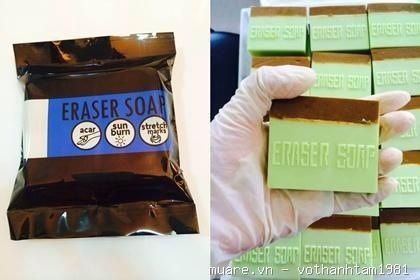 ERASER SOAP
acar
sun
burn
stretch
marks
ERASER SOAP
ERASER SOAP
ERASER SOAP
ERASER SOAP
ERASER SOAP
muare.vn - vothanhtam1981